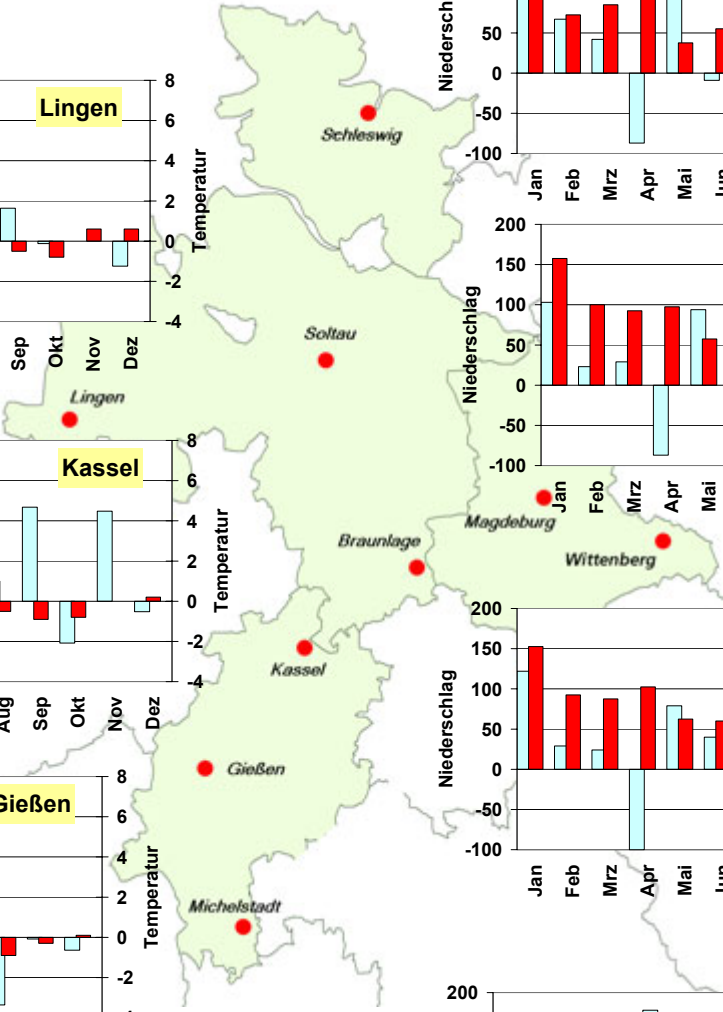 Niedersch
50
0
-50
-100
Jan
Feb
Mrz
Apr
Mai
Jun
8
Lingen
6
4
2
0
-2
-4
Temperatur
Sep
Okt
Nov
Dez
Schleswig
200
150
100
50
0
-50
-100
Niederschlag
Jan
Feb
Mrz
Apr
Mai
Soltau
Lingen
8
Kassel
6
4
2
0
-2
-4
Temperatur
Aug
Sep
Okt
Nov
Dez
Magdeburg
Braunlage
Wittenberg
Kassel
200
150
100
50
0
-50
-100
Niederschlag
Jan
Feb
Mrz
Apr
Mai
Jun
Gießen
8
Gießen
6
4
2
0
-2
Temperatur
Michelstadt
200